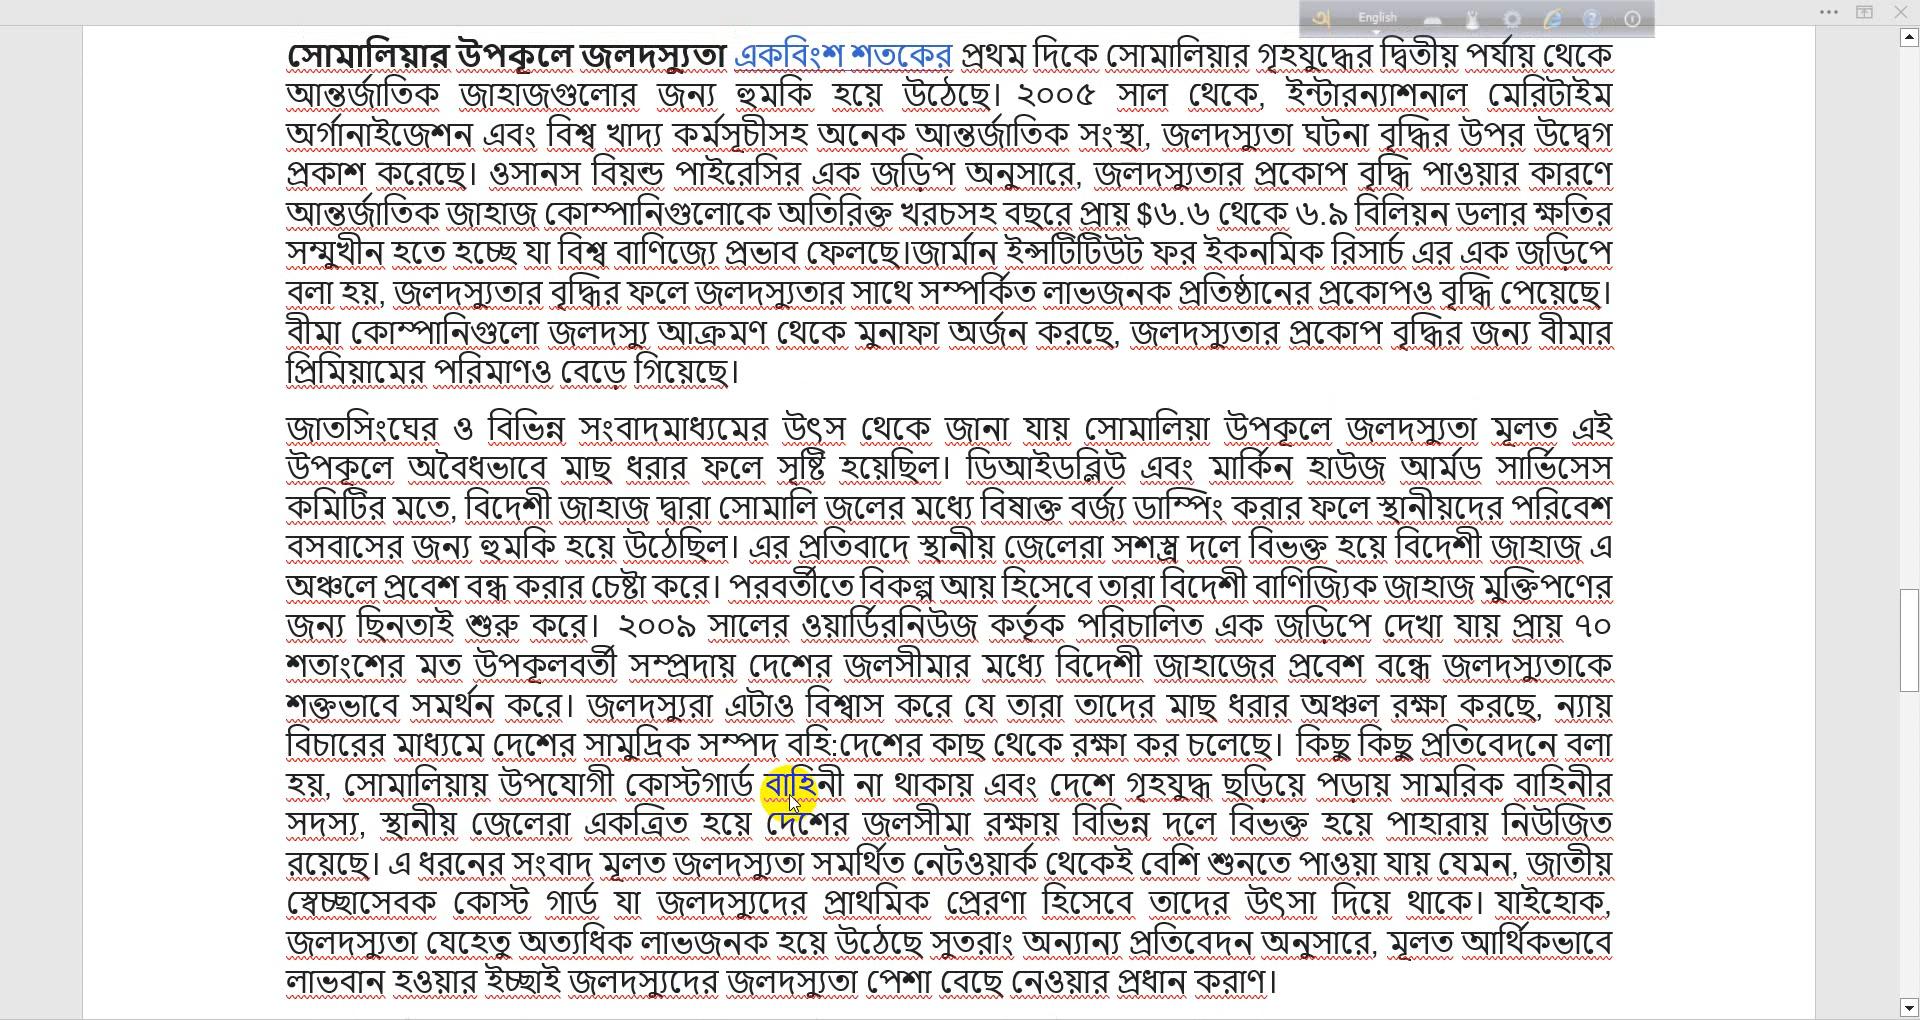 English
সোমালিয়ার উপকূলে জলদস্যুতা একবিংশ শতকের প্রথম দিকে সোমালিয়ার গৃহযুদ্ধের দ্বিতীয় পর্যায় থেকে
আন্তর্জাতিক জাহাজগুলোর জন্য হুমকি হয়ে উঠেছে। ২০০৫ সাল থেকে, ইন্টারন্যাশনাল মেরিটাইম
অর্গানাইজেশন এবং বিশ্ব খাদ্য কর্মসূচীসহ অনেক আন্তর্জাতিক সংস্থা, জলদস্যুতা ঘটনা বৃদ্ধির উপর উদ্বেগ
প্রকাশ করেছে। ওসানস বিয়ন্ড পাইরেসির এক জড়িপ অনুসারে, জলদস্যুতার প্রকোপ বৃদ্ধি পাওয়ার কারণে
আন্তর্জাতিক জাহাজ কোম্পানিগুলোকে অতিরিক্ত খরচসহ বছরে প্রায় $৬.৬ থেকে ৬.৯ বিলিয়ন ডলার ক্ষতির
সম্মুখীন হতে হচ্ছে যা বিশ্ব বাণিজ্যে প্রভাব ফেলছে।জার্মান ইন্সটিটিউট ফর ইকনমিক রিসার্চ এর এক জড়িপে
বলা হয়, জলদস্যুতার বৃদ্ধির ফলে জলদস্যুতার সাথে সম্পর্কিত লাভজনক প্রতিষ্ঠানের প্রকোপও বৃদ্ধি পেয়েছে।
বীমা কোম্পানিগুলো জলদস্যু আক্রমণ থেকে মুনাফা অর্জন করছে, জলদস্যুতার প্রকোপ বৃদ্ধির জন্য বীমার
প্রিমিয়ামের পরিমাণও বেড়ে গিয়েছে।
জাতসিংঘের ও বিভিন্ন সংবাদমাধ্যমের উৎস থেকে জানা যায় সোমালিয়া উপকূলে জলদস্যুতা মূলত এই
উপকূলে অবৈধভাবে মাছ ধরার ফলে সৃষ্টি হয়েছিল। ডিআইডব্লিউ এবং মার্কিন হাউজ আর্মড সার্ভিসেস
কমিটির মতে, বিদেশী জাহাজ দ্বারা সোমালি জলের মধ্যে বিষাক্ত বর্জ্য ডাম্পিং করার ফলে স্থানীয়দের পরিবেশ
বসবাসের জন্য হুমকি হয়ে উঠেছিল। এর প্রতিবাদে স্থানীয় জেলেরা সশস্ত্র দলে বিভক্ত হয়ে বিদেশী জাহাজ এ
অঞ্চলে প্রবেশ বন্ধ করার চেষ্টা করে। পরবর্তীতে বিকল্প আয় হিসেবে তারা বিদেশী বাণিজ্যিক জাহাজ মুক্তিপণের
জন্য ছিনতাই শুরু করে। ২০০৯ সালের ওয়ার্ডিরনিউজ কর্তৃক পরিচালিত এক জড়িপে দেখা যায় প্রায় ৭০
শতাংশের মত উপকূলবর্তী সম্প্রদায় দেশের জলসীমার মধ্যে বিদেশী জাহাজের প্রবেশ বন্ধে জলদস্যুতাকে
শক্তভাবে সমর্থন করে। জলদস্যুরা এটাও বিশ্বাস করে যে তারা তাদের মাছ ধরার অঞ্চল রক্ষা করছে, ন্যায়
বিচারের মাধ্যমে দেশের সামুদ্রিক সম্পদ বহি:দেশের কাছ থেকে রক্ষা কর চলেছে। কিছু কিছু প্রতিবেদনে বলা
হয়, সোমালিয়ায় উপযোগী কোস্টগার্ড বাহিনী না থাকায় এবং দেশে গৃহযুদ্ধ ছড়িয়ে পড়ায় সামরিক বাহিনীর
সদস্য, স্থানীয় জেলেরা একত্রিত হয়ে দেশের জলসীমা রক্ষায় বিভিন্ন দলে বিভক্ত হয়ে পাহারায় নিউজিত
রয়েছে। এ ধরনের সংবাদ মূলত জলদস্যুতা সমর্থিত নেটওয়ার্ক থেকেই বেশি শুনতে পাওয়া যায় যেমন, জাতীয়
স্বেচ্ছাসেবক কোস্ট গার্ড যা জলদস্যুদের প্রাথমিক প্রেরণা হিসেবে তাদের উৎসা দিয়ে থাকে। যাইহোক,
জলদস্যুতা যেহেতু অত্যধিক লাভজনক হয়ে উঠেছে সুতরাং অন্যান্য প্রতিবেদন অনুসারে, মূলত আর্থিকভাবে
লাভবান হওয়ার ইচ্ছাই জলদস্যুদের জলদস্যুতা পেশা বেছে নেওয়ার প্রধান করাণ।